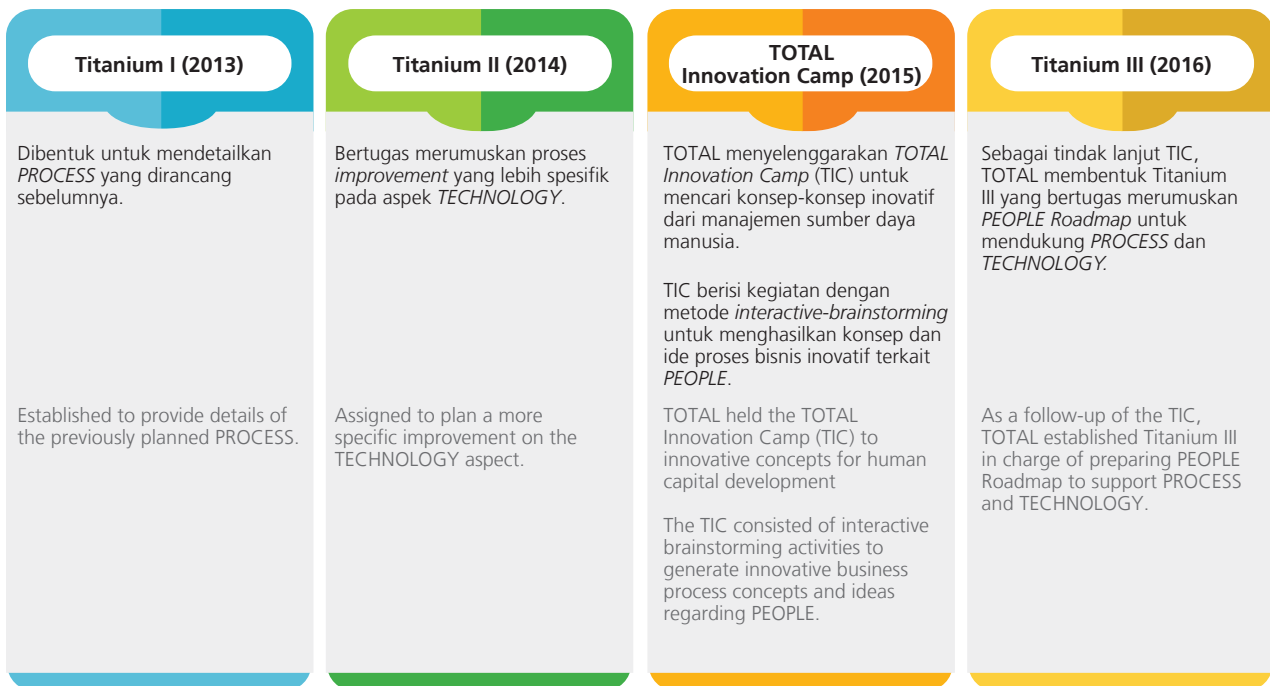 Titanium I (2013)
Dibentuk untuk mendetailkan
PROCESS yang dirancang
sebelumnya.
Established to provide details of
the previously planned PROCESS.
Titanium II (2014)
Bertugas merumuskan proses
improvement yang lebih spesifik
pada aspek TECHNOLOGY.
Assigned to plan a more
specific improvement on the
TECHNOLOGY aspect.
TOTAL
Innovation Camp (2015)
TOTAL menyelenggarakan TOTAL
Innovation Camp (TIC) untuk
mencari konsep-konsep inovatif
dari manajemen sumber daya
manusia.
TIC berisi kegiatan dengan
metode interactive-brainstorming
untuk menghasilkan konsep dan
ide proses bisnis inovatif terkait
PEOPLE.
TOTAL held the TOTAL
Innovation Camp (TIC) to
innovative concepts for human
capital development
The TIC consisted of interactive
brainstorming activities to
generate innovative business
process concepts and ideas
regarding PEOPLE.
Titanium III (2016)
Sebagai tindak lanjut TIC,
TOTAL membentuk Titanium
III yang bertugas merumuskan
PEOPLE Roadmap untuk
mendukung PROCESS dan
TECHNOLOGY.
As a follow-up of the TIC,
TOTAL established Titanium III
in charge of preparing PEOPLE
Roadmap to support PROCESS
and TECHNOLOGY.